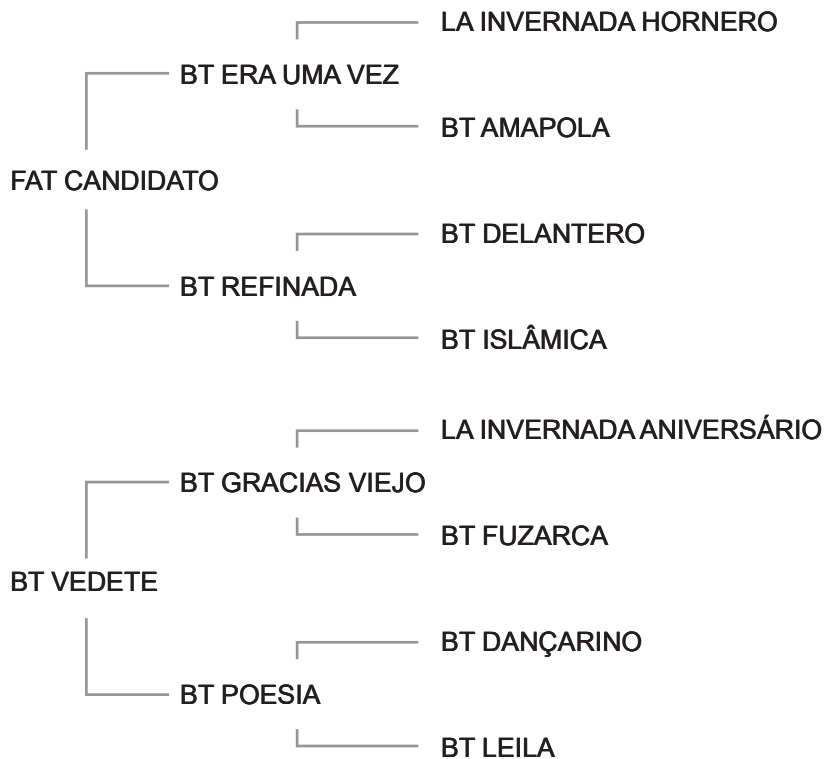 LA INVERNADA HORNERO
BT ERA UMA VEZ
BT AMAPOLA
FAT CANDIDATO
BT DELANTERO
BT REFINADA
BT ISLÂMICA
LA INVERNADA ANIVERSÁRIO
BT GRACIAS VIEJO
BT FUZARCA
BT VEDETE
BT DANÇARINO
BT POESIA
BT LEILA